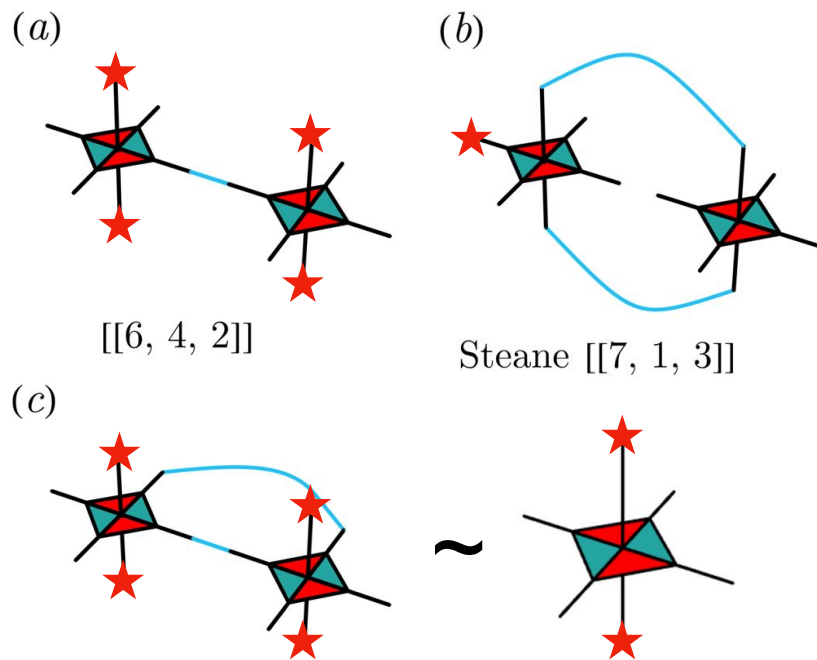 (a)
(b)
[[6, 4, 2]]
Steane [[7, 1, 3]]
(c)
~